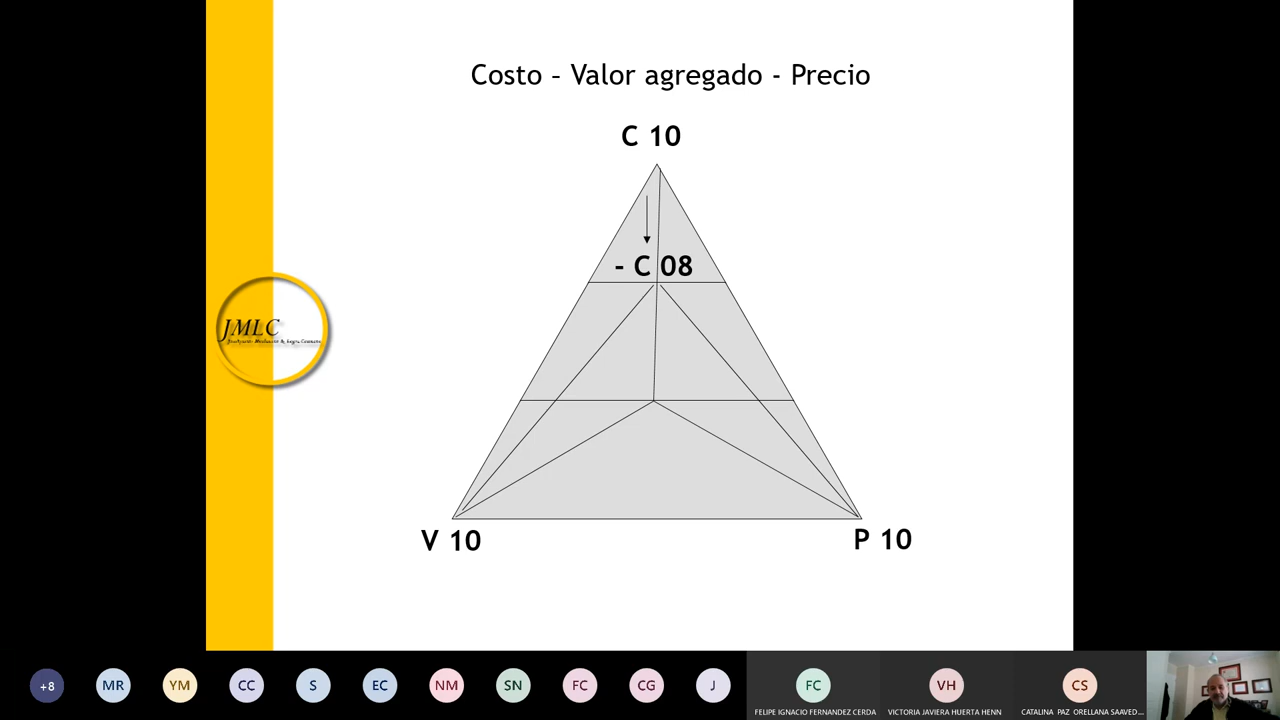 Costo – Valor agregado - Precio
C 10
- C 08
JMLC
V 10
P 10
+8
MR
YM
CC
S
EC
NM
SN
FC
CG
J
FC
VH
CS
FELIPE IGNACIO FERNANDEZ CERDA
VICTORIA JAVIERA HUERTA HENN
CATALINA PAZ ORELLANA SAAVED...